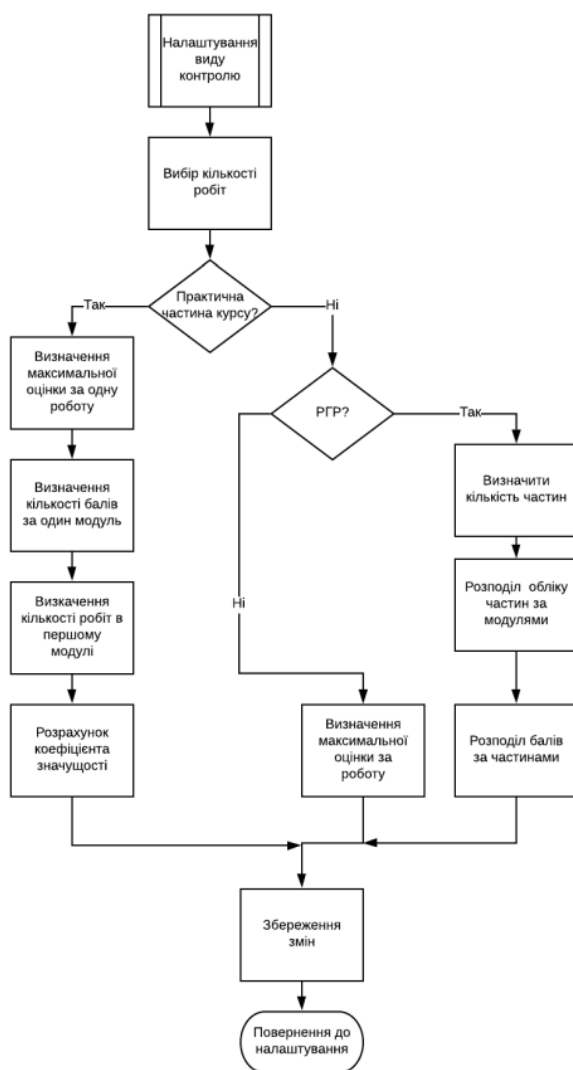 Налаштування
виду
контролю
Вибір кількості
робіт
Практична
частина курсу?
Так
Ні
Визначення
максимальної
оцінки за одну
роботу
РГР?
Так
Визначити
кількість частин
Визначення
кількості балів
за один модуль
Розподіл обліку
частин за
модулями
Визкачення
кількості робіт в
першому
модулі
Ні
Розрахунок
коефіцієнта
значущості
Визначення
максимальної
оцінки за
роботу
Розподіл балів
за частинами
Збереження
змін
Повернення до
налаштування